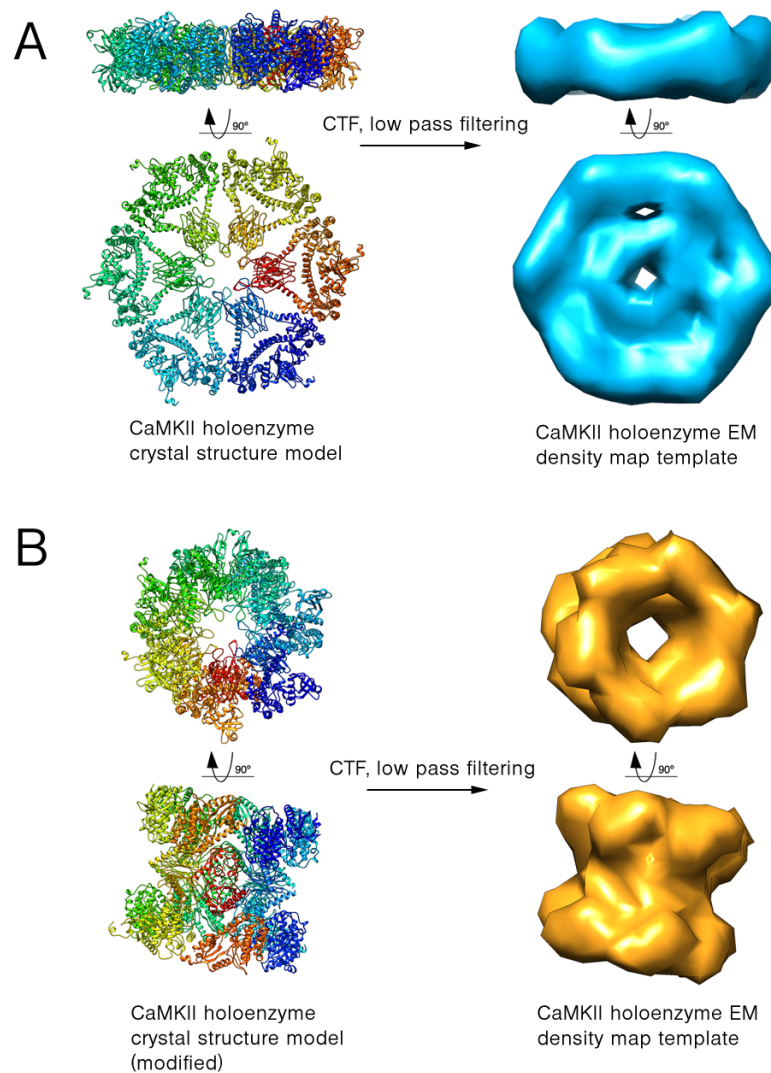 A
90°
CTF, low pass filtering
90°
CaMKII holoenzyme
crystal structure model
CaMKII holoenzyme EM
density map template
B
90°
CTF, low pass filtering
90°
CaMKII holoenzyme
crystal structure model
(modified)
CaMKII holoenzyme EM
density map template